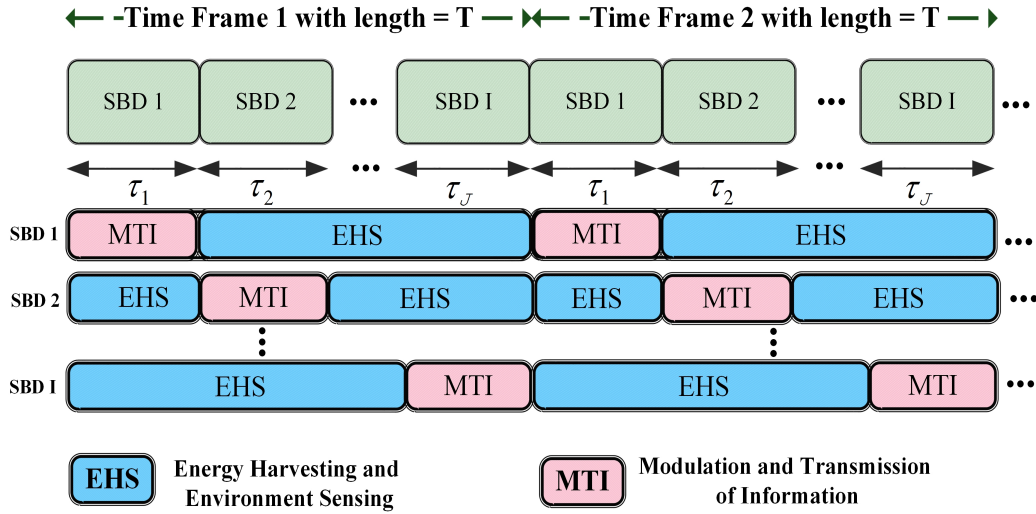 Time Frame 1 with length = T Time Frame 2 with length = T
SBD 1 SBD 2 ... SBD I SBD 1 SBD 2 ... SBD I ...
τ₁ τ₂ ... τ_J τ₁ τ₂ ... τ_J
SBD 1 MTI EHS MTI EHS ...
SBD 2 EHS MTI EHS EHS MTI EHS ...
SBD I EHS MTI EHS MTI ...
EHS Energy Harvesting and
Environment Sensing
MTI Modulation and Transmission
of Information